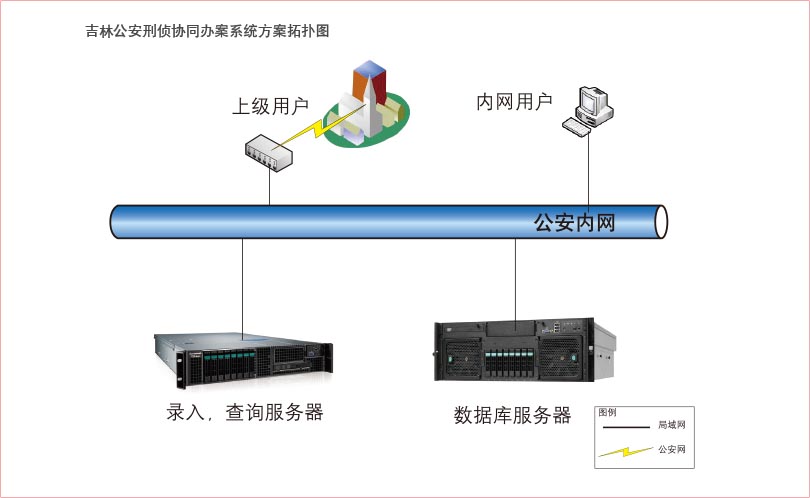 吉林公安刑侦协同办案系统方案拓扑图
上级用户
内网用户
公安内网
录入，查询服务器
数据库服务器
图例
局域网
公安网